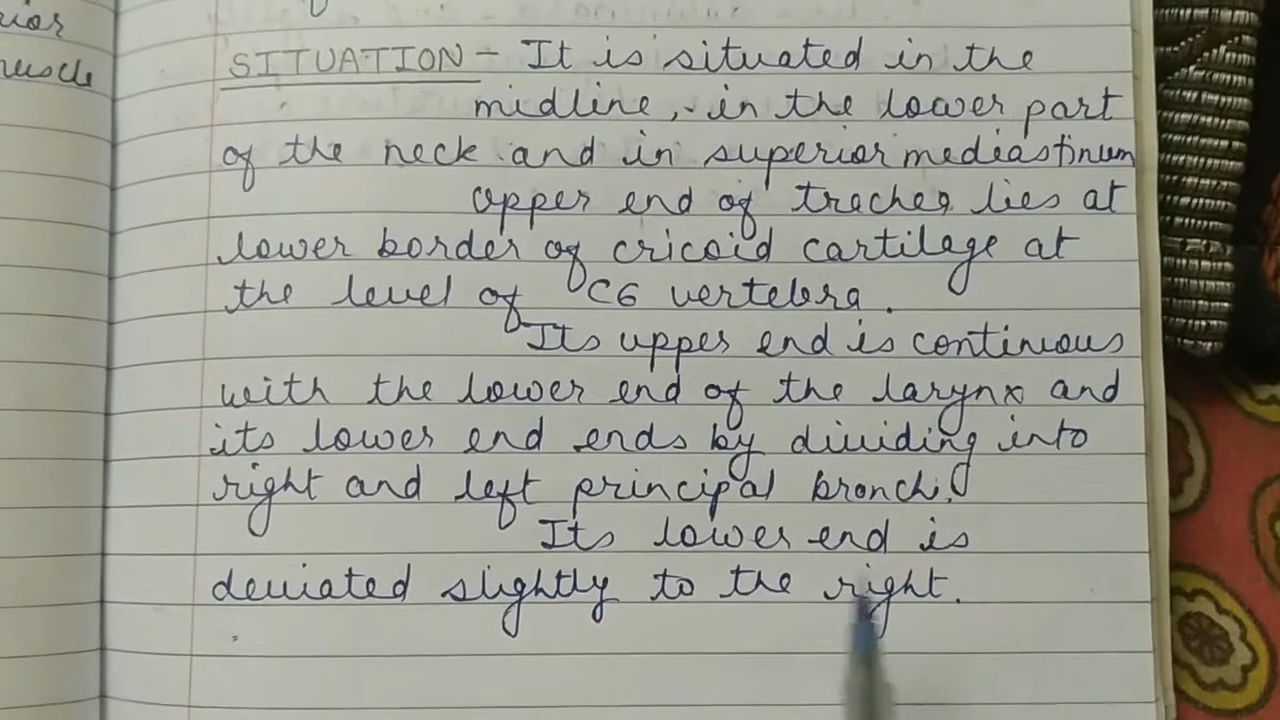 rior
muscle
SITUATION - It is situated in the
midline, in the lower part
of the neck and in superior mediastinum
Upper end of trachea lies at
lower border of cricoid cartilage at
the level of C6 vertebra.
Its upper end is continuous
with the lower end of the larynx and
its lower end ends by dividing into
right and left principal bronchi.
Its lower end is
deviated slightly to the right.